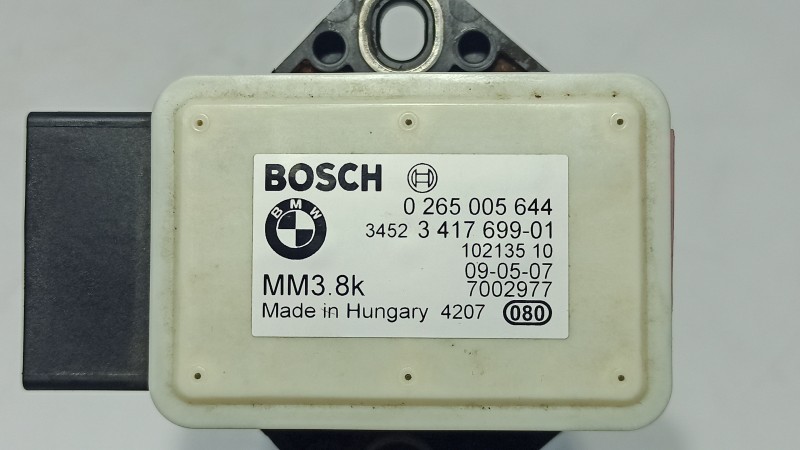 BOSCH
0 265 005 644
BMW
3452 3 417 699-01
102135 10
09-05-07
MM3.8k 7002977
Made in Hungary 4207 080